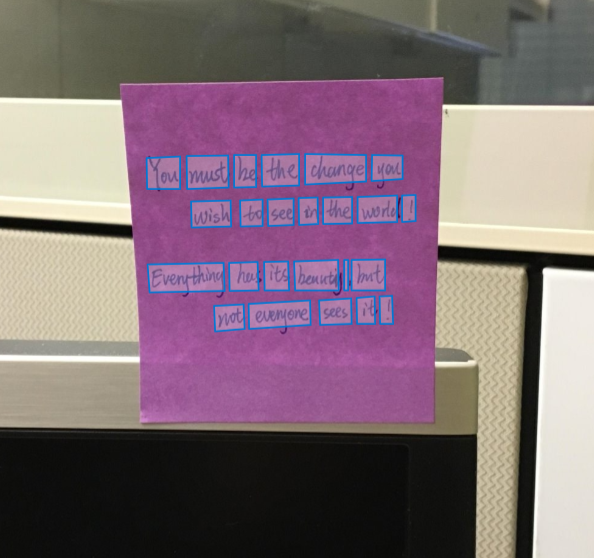 You must be the change you
wish to see in the world!
Everything has its beauty, but
not everyone sees it!